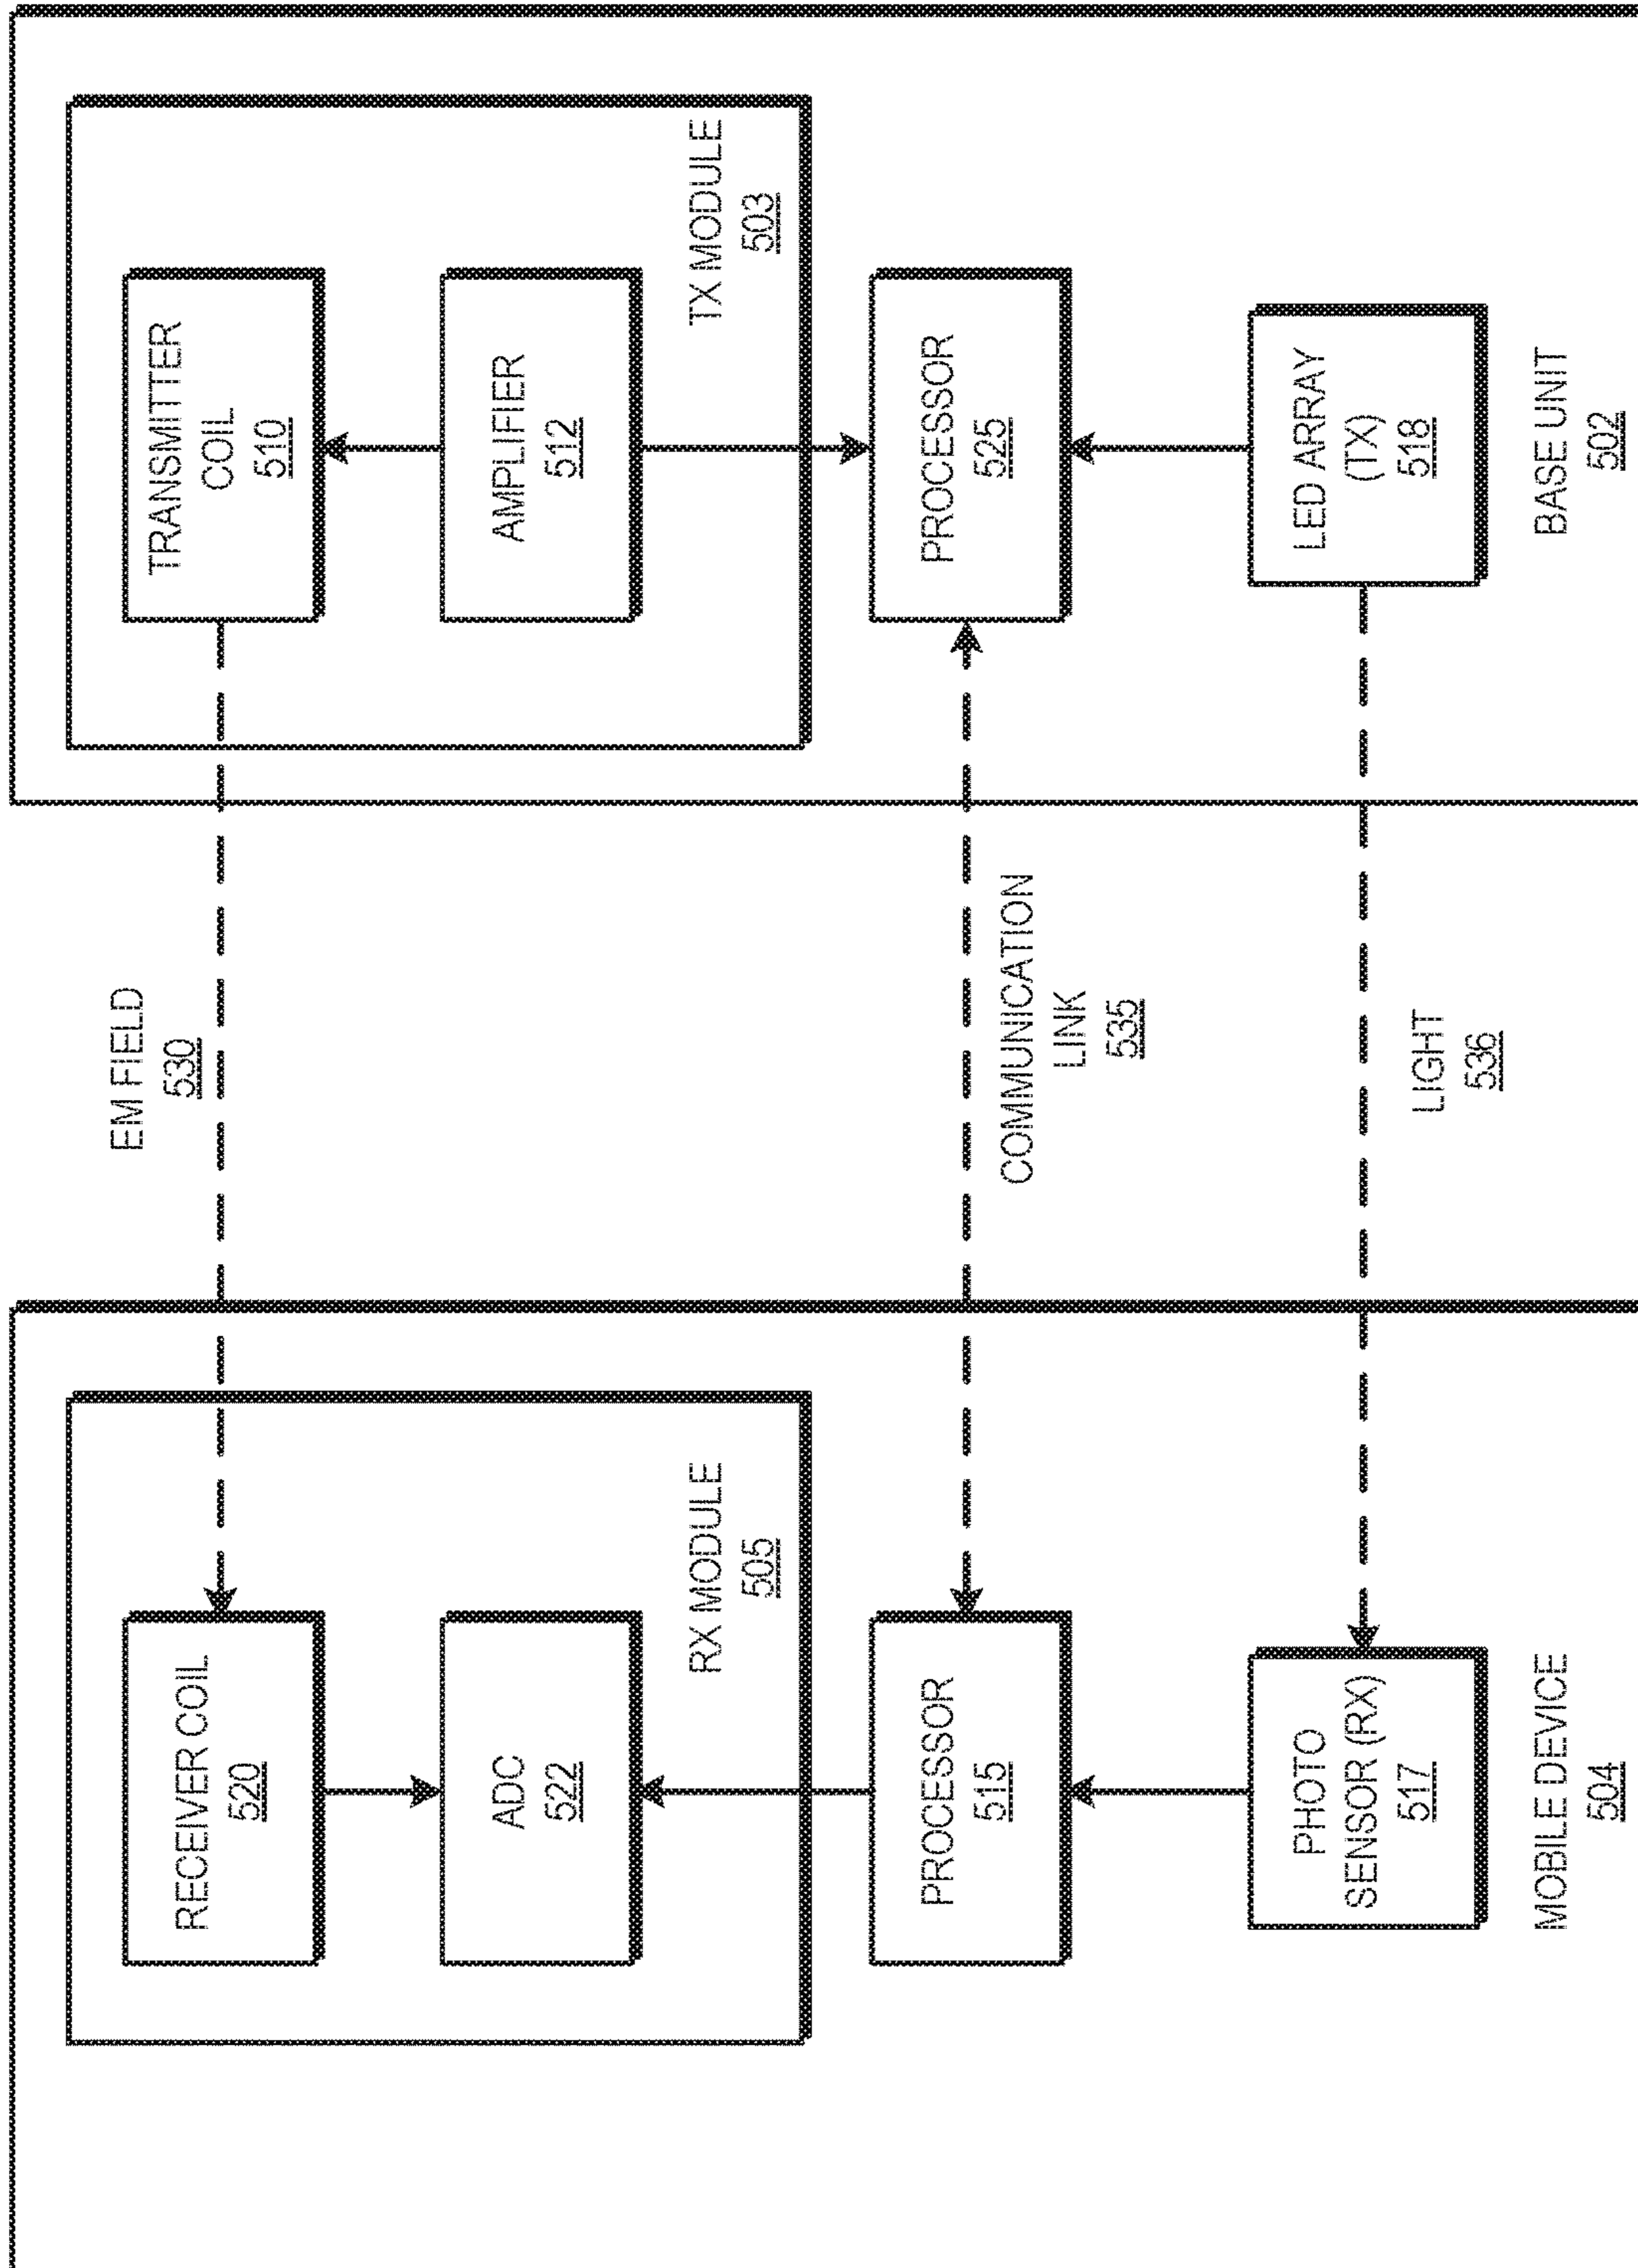 RECEIVER COIL
520
ADC
522
RX MODULE
505
PROCESSOR
515
PHOTO
SENSOR (RX)
517
MOBILE DEVICE
504
EM FIELD
530
COMMUNICATION
LINK
535
LIGHT
536
TRANSMITTER
COIL
510
AMPLIFIER
512
TX MODULE
503
PROCESSOR
525
LED ARRAY
(TX)
518
BASE UNIT
502